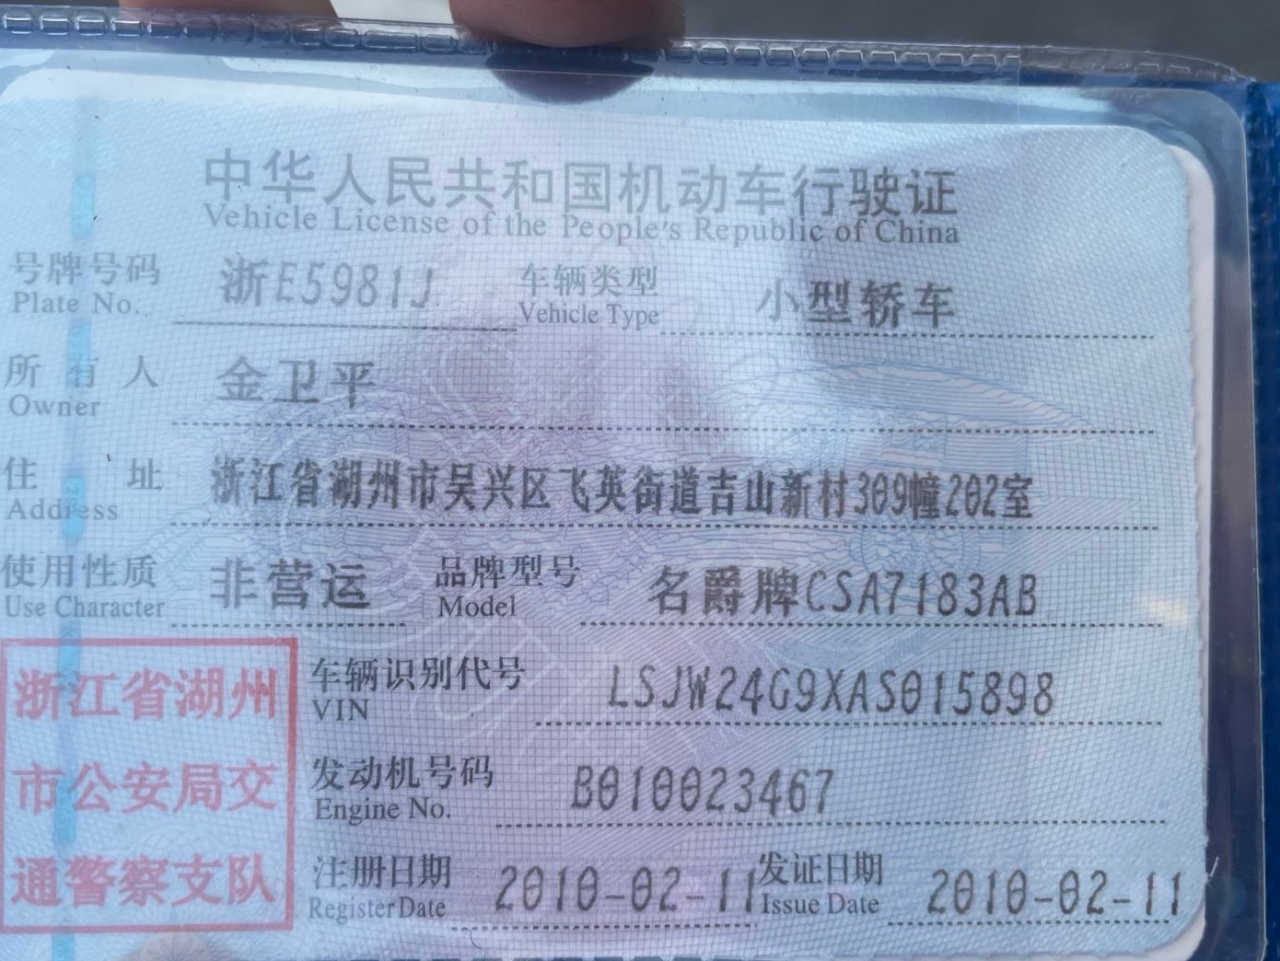 中华人民共和国机动车行驶证
Vehicle License of the People's Republic of China
号牌号码 浙E5981J 车辆类型 小型轿车
Plate No. Vehicle Type
所有人 金卫平
Owner
住址 浙江省湖州市吴兴区飞英街道吉山新村309幢202室
Address
使用性质 非营运 品牌型号 名爵牌CSA7183AB
Use Character Model
浙江省湖州
市公安局交
通警察支队
车辆识别代号 LSJW24G9XAS015898
VIN
发动机号码 B010023467
Engine No.
注册日期 2010-02-11 发证日期 2010-02-11
Register Date Issue Date